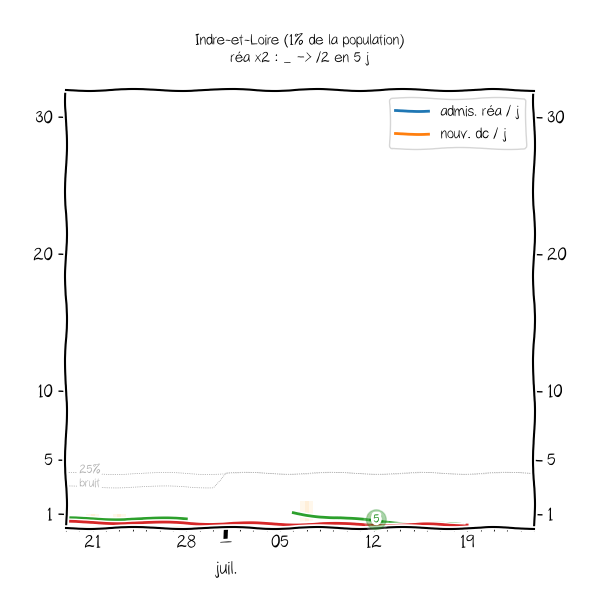 Indre-et-Loire (1% de la population)
réa x2 : _ -> /2 en 5 j
admis. réa / j
nouv. dc / j
30
30
20
20
10
10
5
5
25%
bruit
1
1
5
21
28
05
12
19
juil.